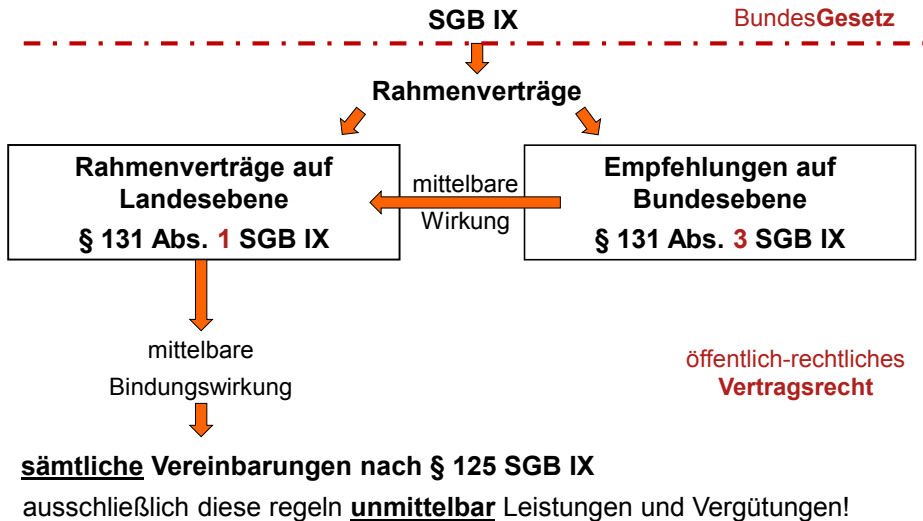 SGB IX
BundesGesetz
Rahmenverträge
Rahmenverträge auf
Landesebene
§ 131 Abs. 1 SGB IX
mittelbare
Wirkung
Empfehlungen auf
Bundesebene
§ 131 Abs. 3 SGB IX
mittelbare
Bindungswirkung
öffentlich-rechtliches
Vertragsrecht
sämtliche Vereinbarungen nach § 125 SGB IX
ausschließlich diese regeln unmittelbar Leistungen und Vergütungen!